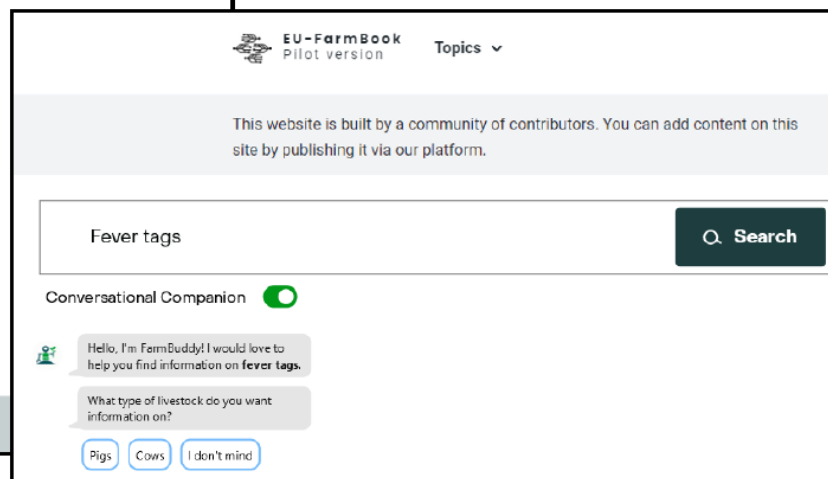 EU-FarmBook
Pilot version
Topics
This website is built by a community of contributors. You can add content on this
site by publishing it via our platform.
Fever tags
Search
Conversational Companion
Hello, I'm FarmBuddy! I would love to
help you find information on fever tags.
What type of livestock do you want
information on?
Pigs Cows I don't mind